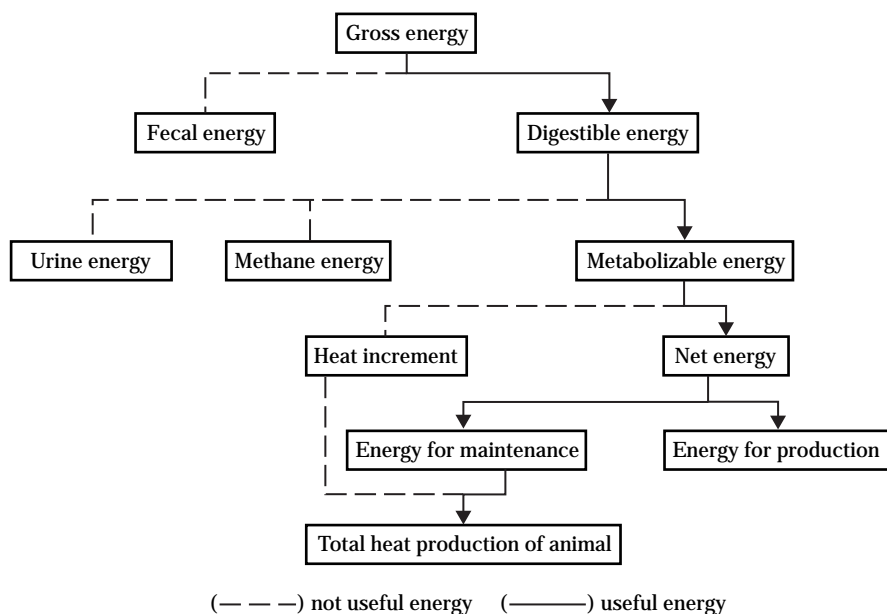 Gross energy
Fecal energy
Digestible energy
Urine energy
Methane energy
Metabolizable energy
Heat increment
Net energy
Energy for maintenance
Energy for production
Total heat production of animal
(— — —) not useful energy (———) useful energy